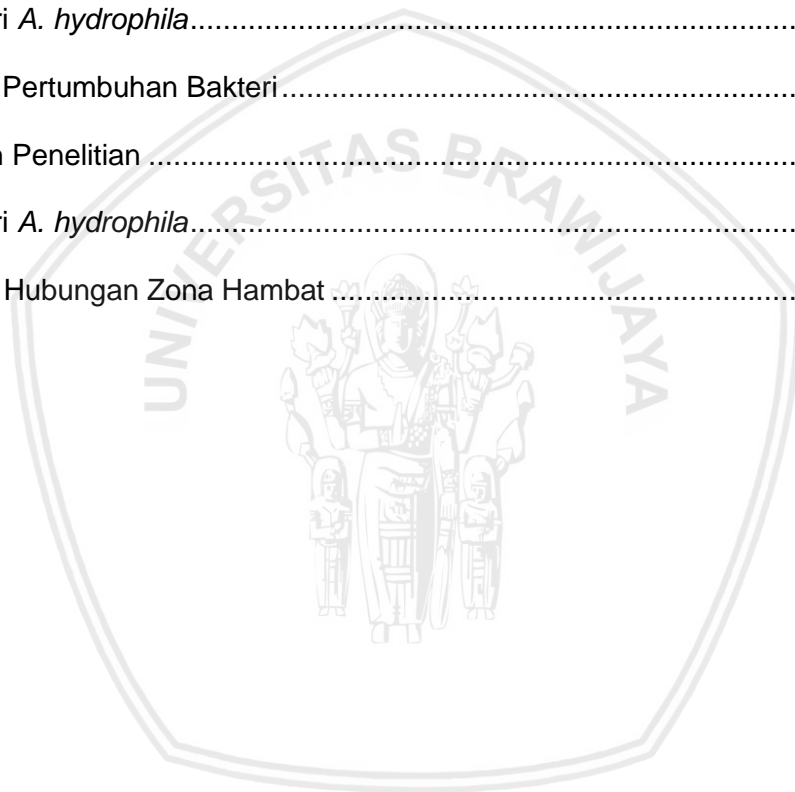 ri A. hydrophila................................................................................
Pertumbuhan Bakteri....................................................................
n Penelitian ....................................................................................
ri A. hydrophila................................................................................
Hubungan Zona Hambat ..............................................................
UNIVERSITAS BRAWIJAYA